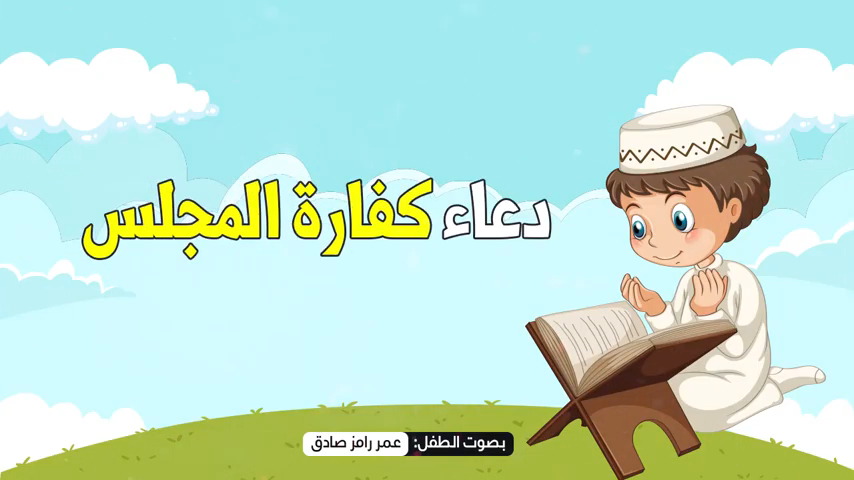 دعاء كفارة المجلس
بصوت الطفل: عمر رامز صادق